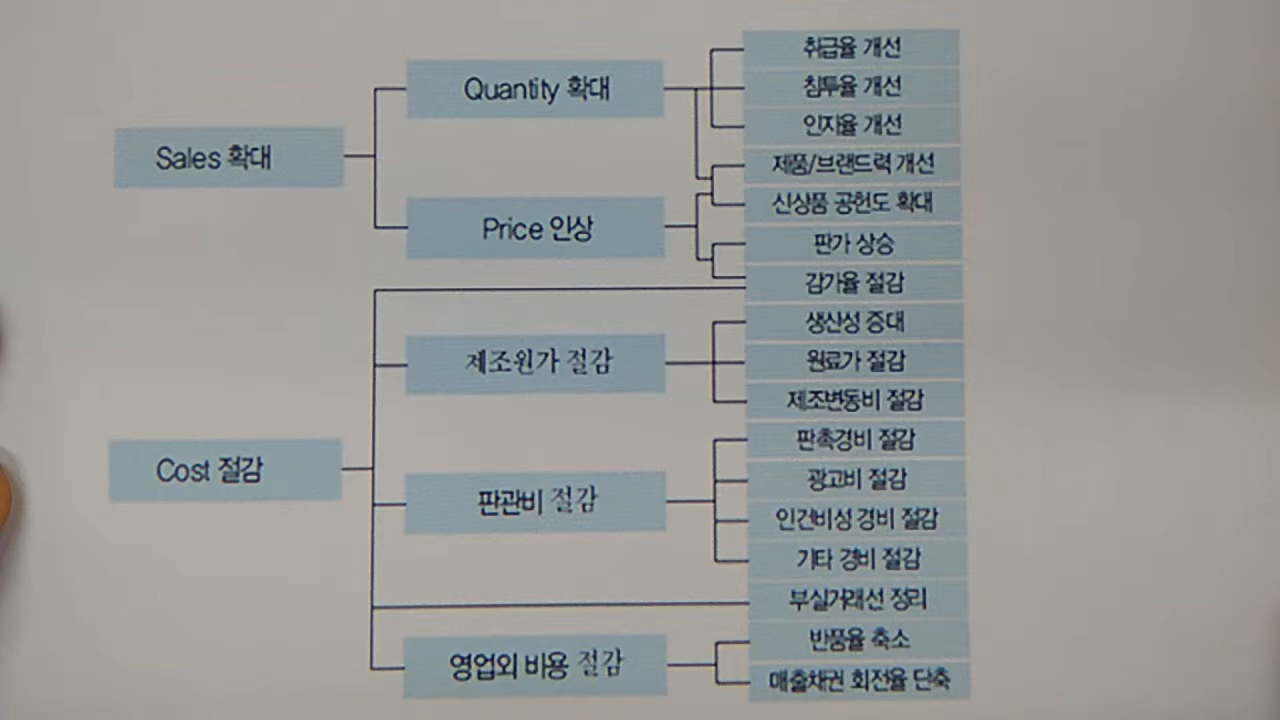 Sales 확대
Quantity 확대
Price 인상
취급율 개선
침투율 개선
인지율 개선
제품/브랜드력 개선
신상품 공헌도 확대
판가 상승
감가율 절감
Cost 절감
제조원가 절감
판관비 절감
영업외 비용 절감
생산성 증대
원료가 절감
제조변동비 절감
판촉경비 절감
광고비 절감
인건비성 경비 절감
기타 경비 절감
부실거래선 정리
반품율 축소
매출채권 회전율 단축